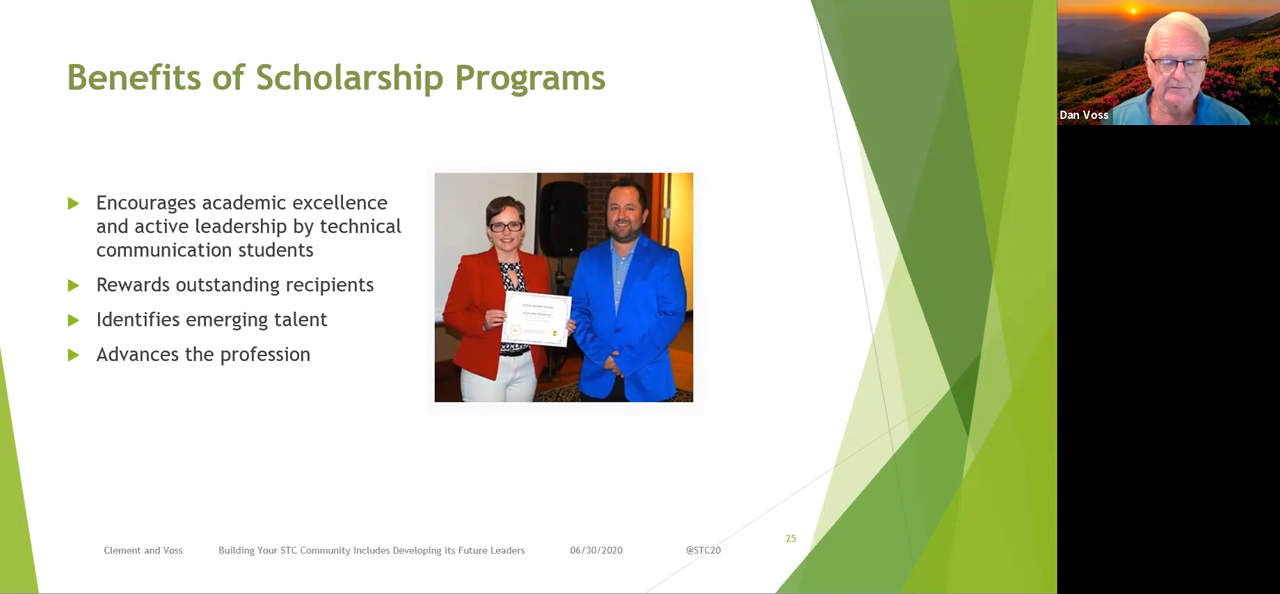 Benefits of Scholarship Programs
Encourages academic excellence
and active leadership by technical
communication students
Rewards outstanding recipients
Identifies emerging talent
Advances the profession
Clement and Voss
Building Your STC Community Includes Developing its Future Leaders
06/30/2020
@STC20
25
Dan Voss